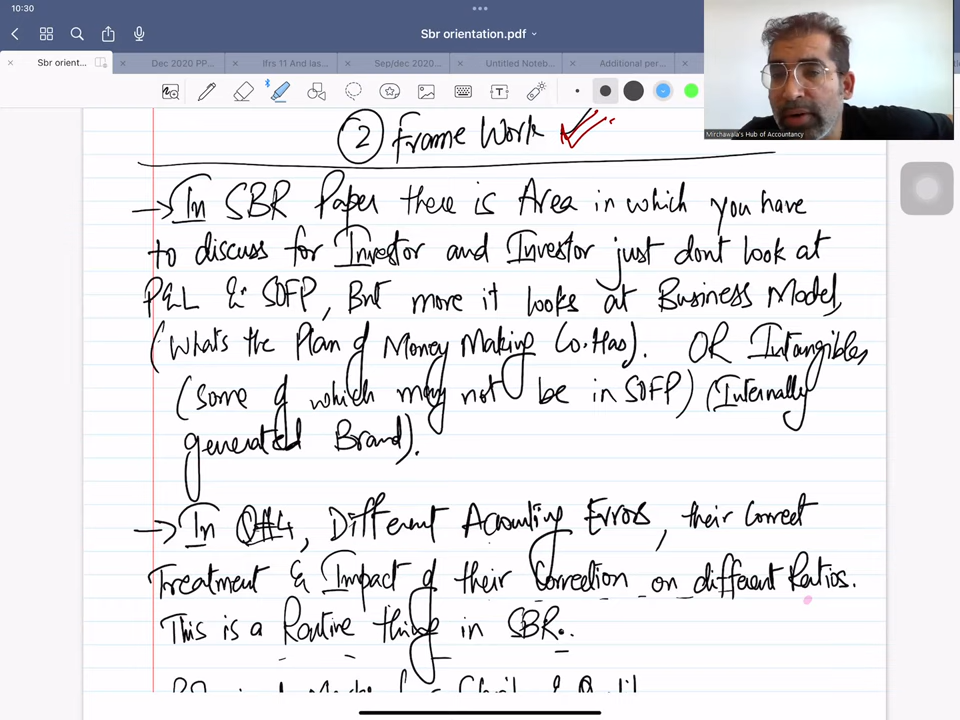 10:30
Sbr orientation.pdf
Sbr orient...
Dec 2020 PP...
Ifrs 11 And Ias...
Sep/dec 2020...
Untitled Noteb...
Additional per...
Mirchawala's Hub of Accountancy
2 Frame Work
→ In SBR Paper there is Area in which you have
to discuss for Investor and Investor just dont look at
P&L & SOFP, But more it looks at Business Model,
(Whats the Plan of Money Making Co. Has). OR Intangibles
(Some of which may not be in SOFP) (Internally
generated Brand).
→ In Q#4, Different Accounting Errors, their Correct
Treatment & Impact of their Correction on different Ratios.
This is a Routine thing in SBR.